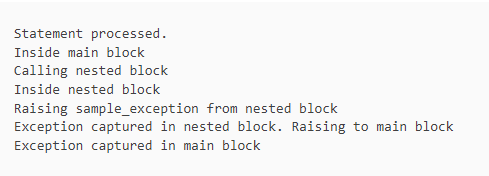 Statement processed.
Inside main block
Calling nested block
Inside nested block
Raising sample_exception from nested block
Exception captured in nested block. Raising to main block
Exception captured in main block